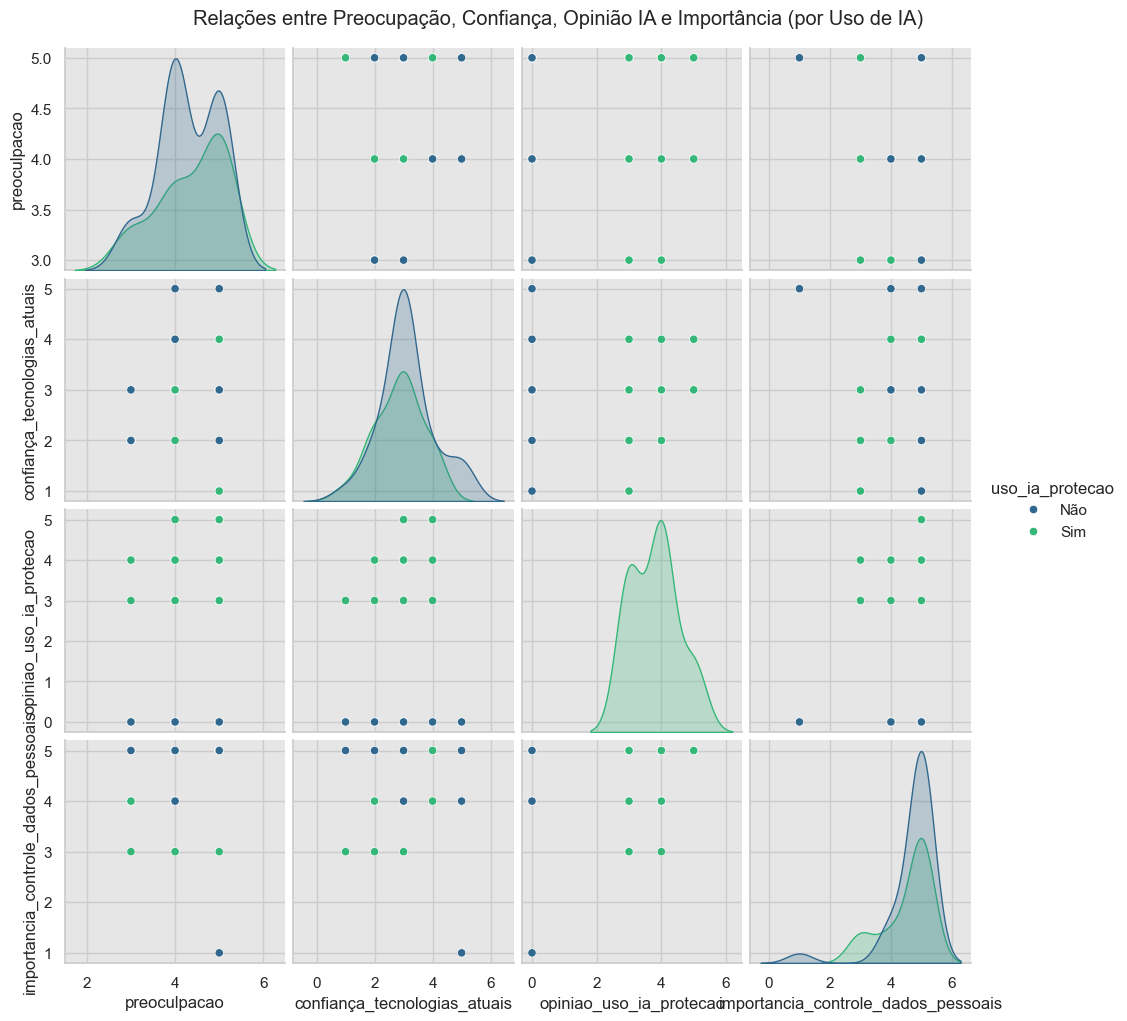 Relações entre Preocupação, Confiança, Opinião IA e Importância (por Uso de IA)
preoculpacao
5.0
4.5
4.0
3.5
3.0
confiança_tecnologias_atuais
5
4
3
2
1
opiniao_uso_ia_protecao
5
4
3
2
1
0
importancia_controle_dados_pessoais
5
4
3
2
1
2 4 6
0 2 4 6
0 2 4 6
0 2 4 6
preoculpacao
confiança_tecnologias_atuais
opiniao_uso_ia_protecao
importancia_controle_dados_pessoais
uso_ia_protecao
Não
Sim